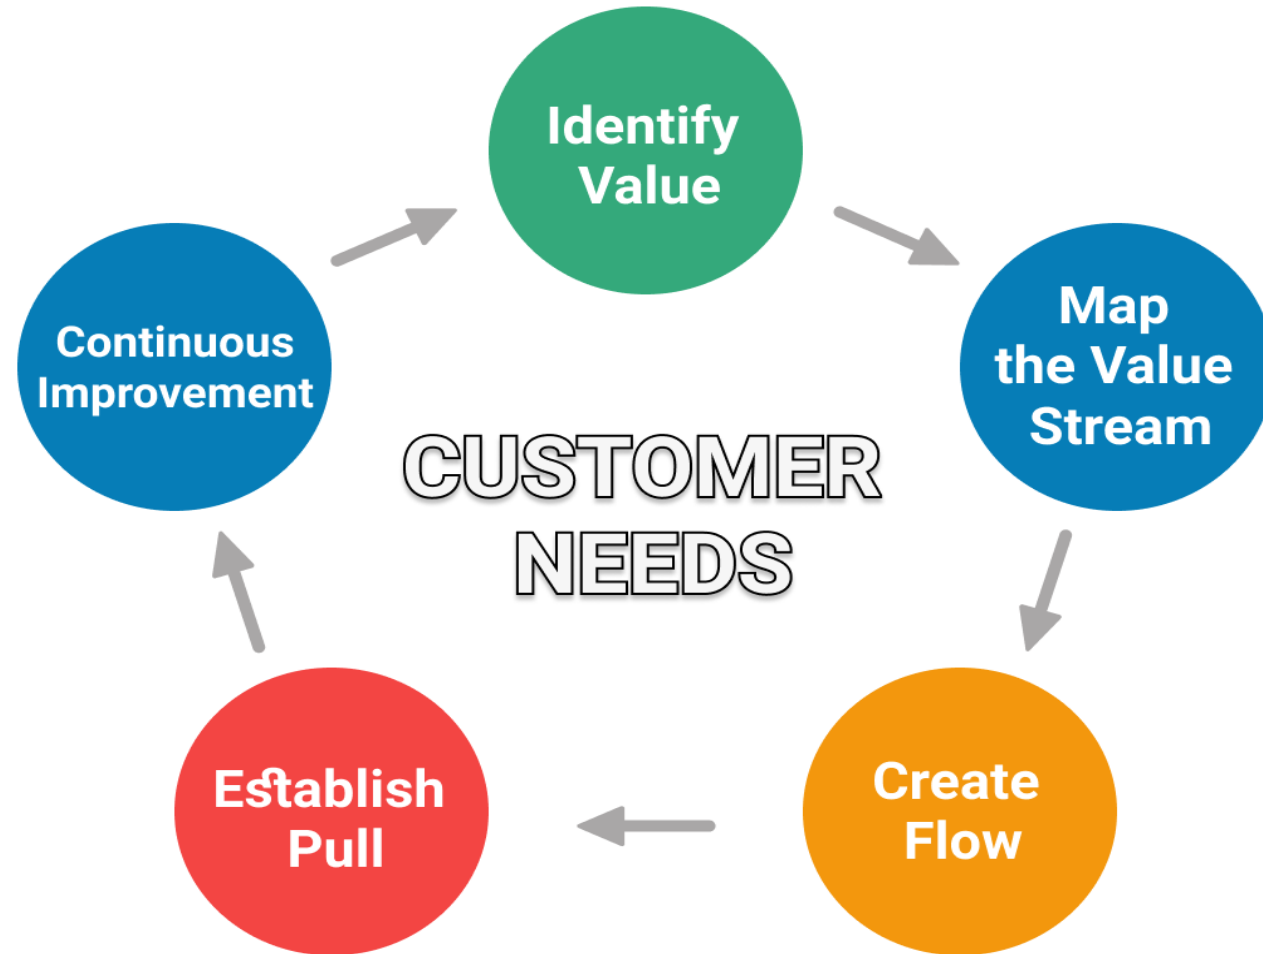 Identify
Value
Map
the Value
Stream
Create
Flow
Establish
Pull
Continuous
Improvement
CUSTOMER
NEEDS